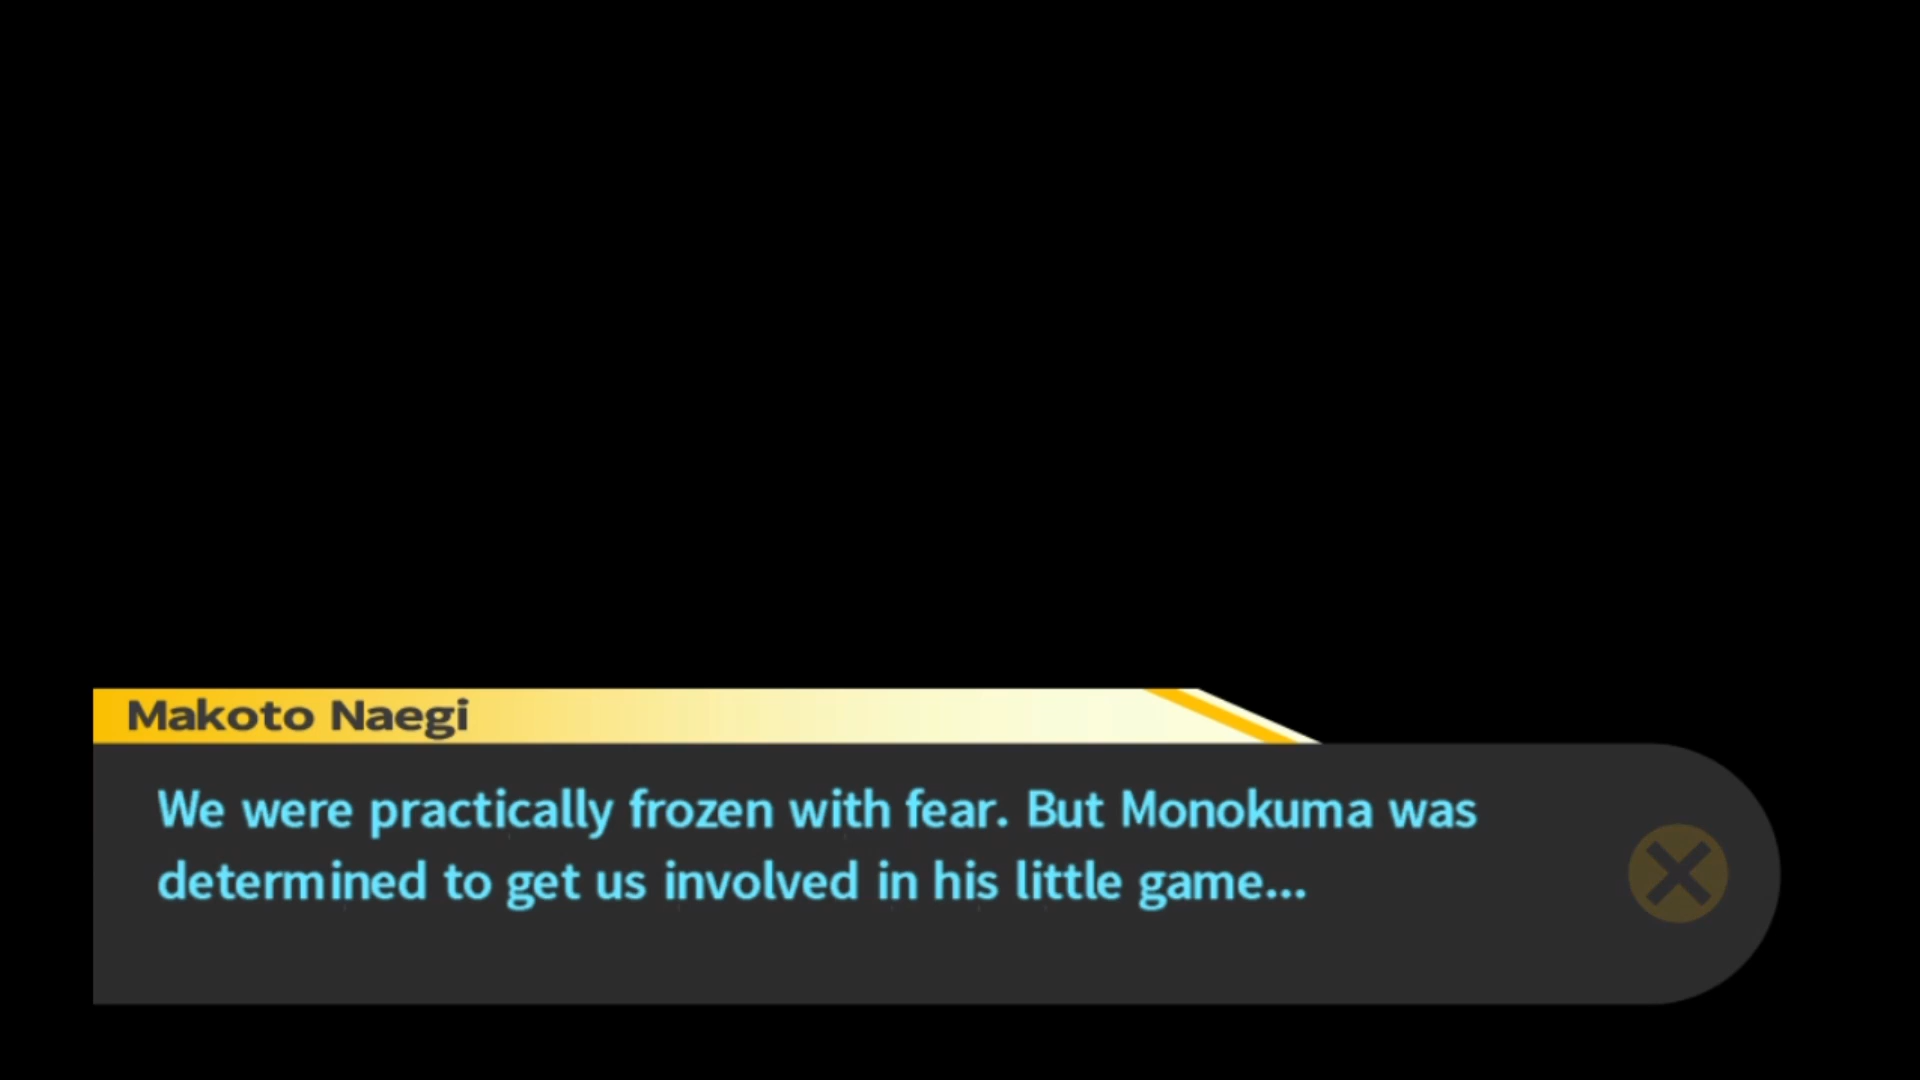 Makoto Naegi
We were practically frozen with fear. But Monokuma was
determined to get us involved in his little game...